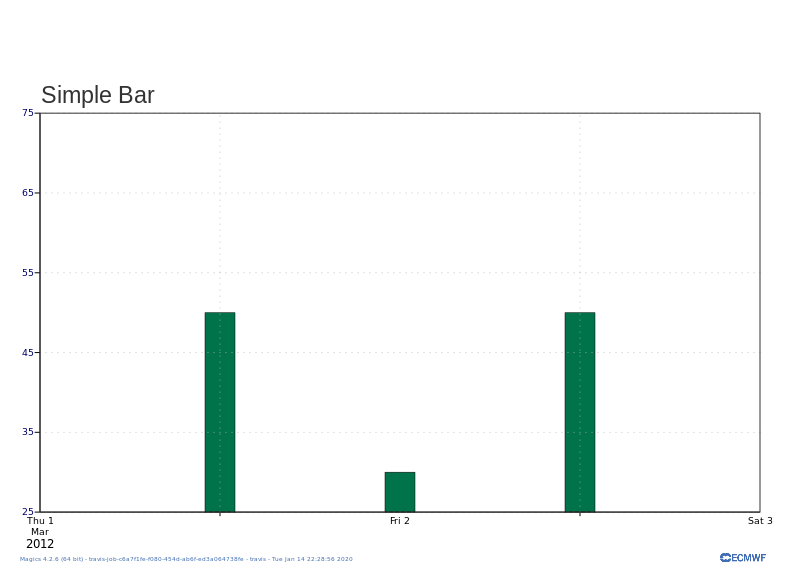 Simple Bar
75
65
55
45
35
25
Thu 1 Fri 2 Sat 3
Mar
2012
Magics 4.2.6 (64 bit) - travis-job-c6a7f1fe-f080-454d-ab6f-ed3a064738fe - travis - Tue Jan 14 22:28:56 2020
ECMWF